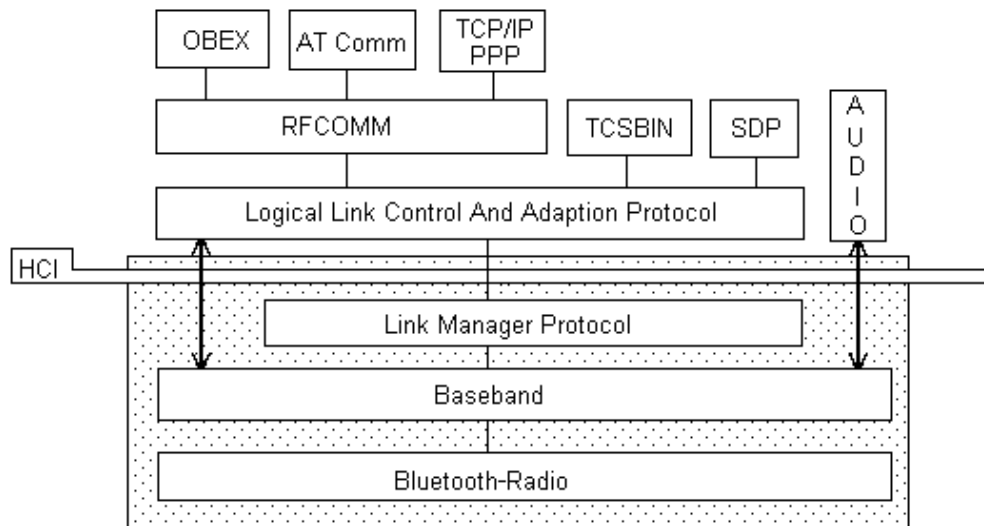 OBEX
AT Comm
TCP/IP
PPP
RFCOMM
TCSBIN
SDP
AUDIO
Logical Link Control And Adaption Protocol
HCI
Link Manager Protocol
Baseband
Bluetooth-Radio